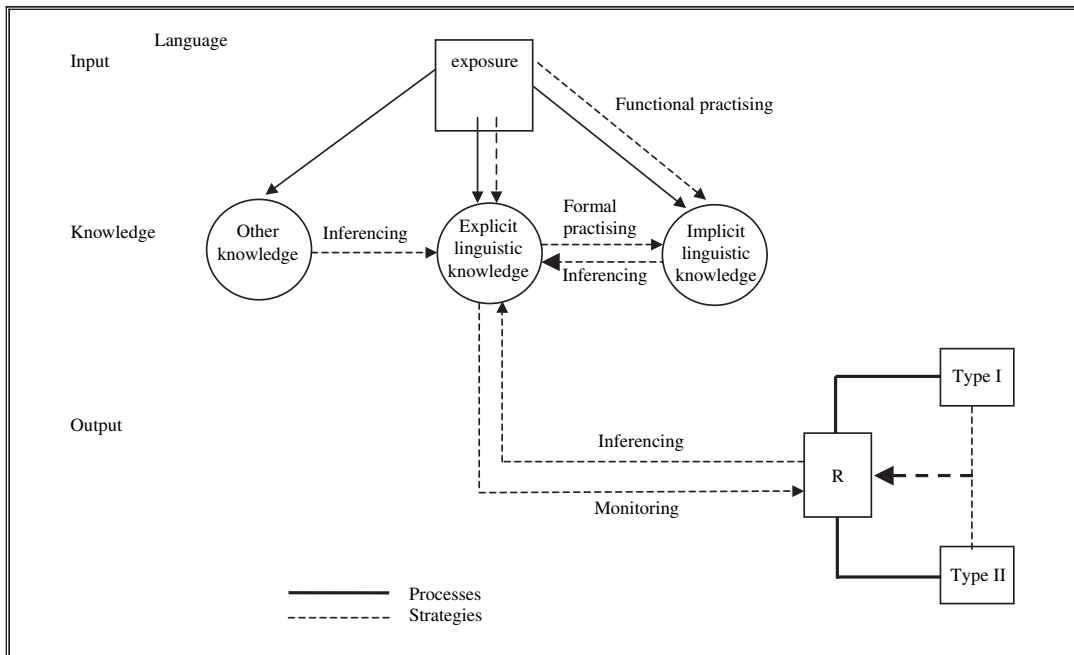 Language
Input
exposure
Functional practising
Knowledge
Other
knowledge
Inferencing
Explicit
linguistic
knowledge
Formal
practising
Inferencing
Implicit
linguistic
knowledge
Type I
Output
Inferencing
R
Monitoring
Type II
Processes
Strategies